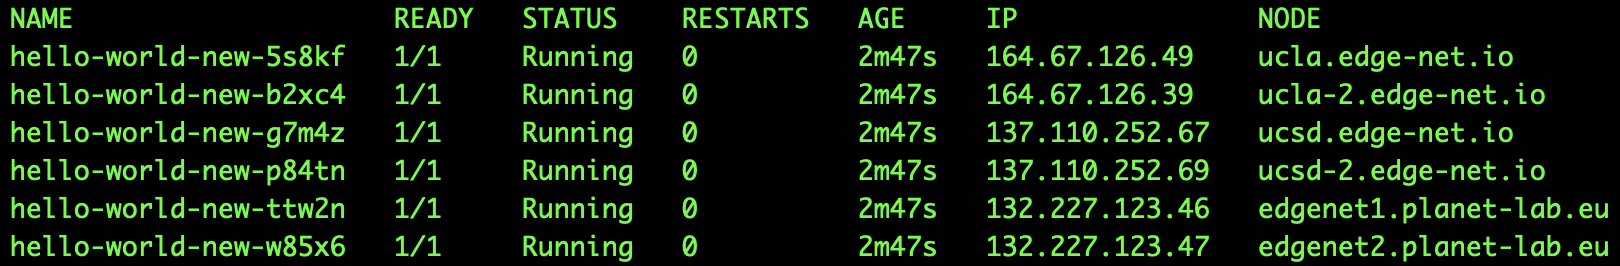 NAME READY STATUS RESTARTS AGE IP NODE
hello-world-new-5s8kf 1/1 Running 0 2m47s 164.67.126.49 ucla.edge-net.io
hello-world-new-b2xc4 1/1 Running 0 2m47s 164.67.126.39 ucla-2.edge-net.io
hello-world-new-g7m4z 1/1 Running 0 2m47s 137.110.252.67 ucsd.edge-net.io
hello-world-new-p84tn 1/1 Running 0 2m47s 137.110.252.69 ucsd-2.edge-net.io
hello-world-new-ttw2n 1/1 Running 0 2m47s 132.227.123.46 edgenet1.planet-lab.eu
hello-world-new-w85x6 1/1 Running 0 2m47s 132.227.123.47 edgenet2.planet-lab.eu